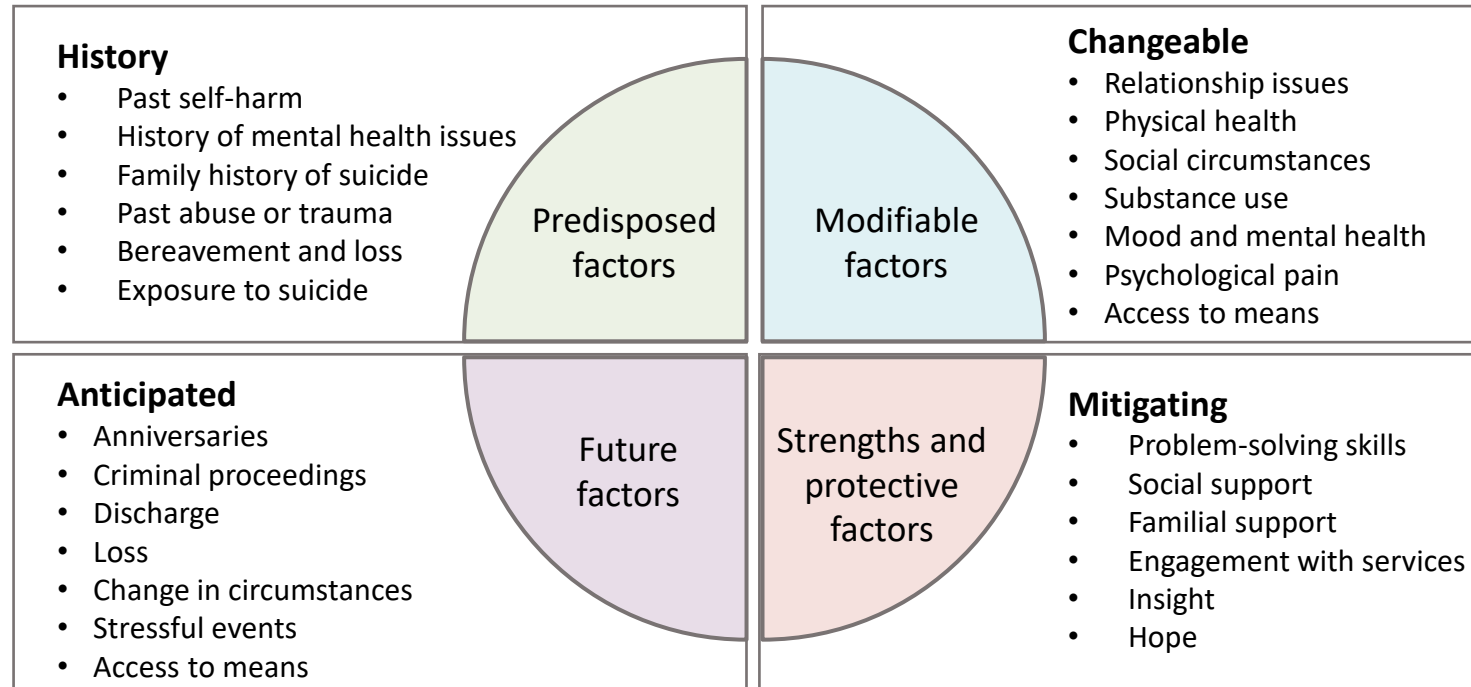 History
• Past self-harm
• History of mental health issues
• Family history of suicide
• Past abuse or trauma
• Bereavement and loss
• Exposure to suicide
Predisposed
factors
Changeable
• Relationship issues
• Physical health
• Social circumstances
• Substance use
• Mood and mental health
• Psychological pain
• Access to means
Modifiable
factors
Anticipated
• Anniversaries
• Criminal proceedings
• Discharge
• Loss
• Change in circumstances
• Stressful events
• Access to means
Future
factors
Strengths and
protective
factors
Mitigating
• Problem-solving skills
• Social support
• Familial support
• Engagement with services
• Insight
• Hope